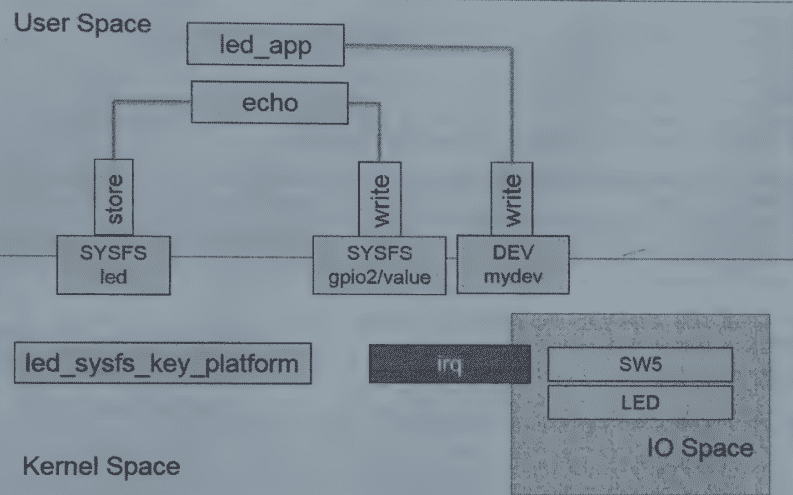 User Space
led_app
echo
store
write
write
SYSFS
led
SYSFS
gpio2/value
DEV
mydev
led_sysfs_key_platform
irq
SW5
LED
IO Space
Kernel Space